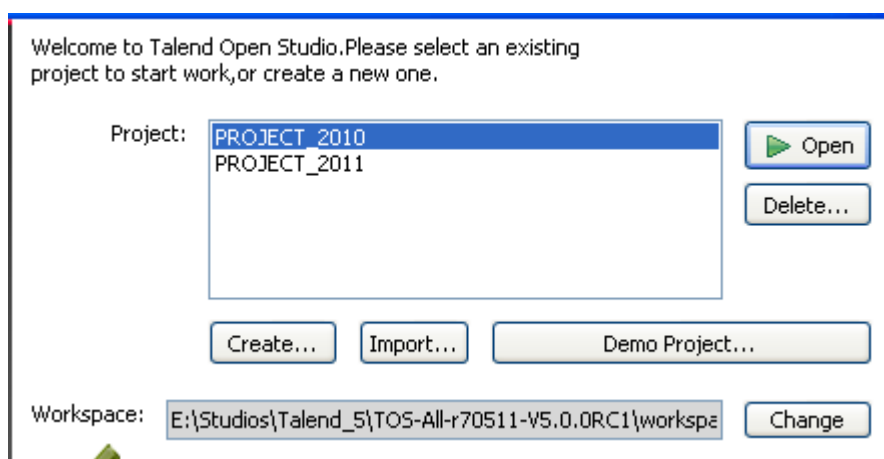 Welcome to Talend Open Studio.Please select an existing
project to start work,or create a new one.
Project:
PROJECT_2010
PROJECT_2011
Open
Delete...
Create...
Import...
Demo Project...
Workspace:
E:\Studios\Talend_5\TOS-All-r70511-V5.0.0RC1\workspa
Change